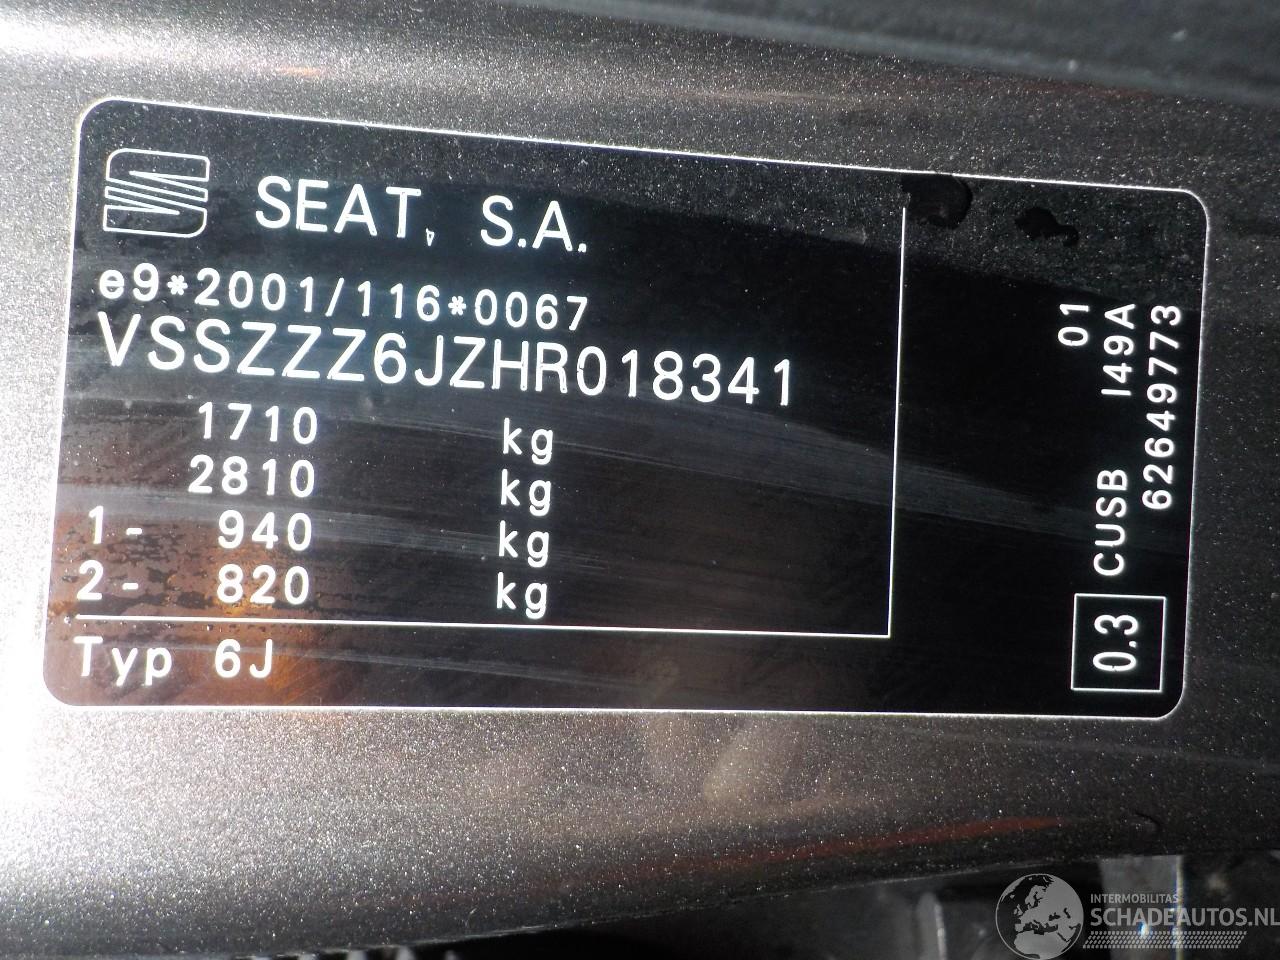 SEAT, S.A.
e9*2001/116*0067
VSSZZZ6JZHR018341
1710 kg
2810 kg
1- 940 kg
2- 820 kg
Typ 6J
01
0.3 CUSB I49A
62649773
INTERMOBILITAS
SCHADEAUTOS.NL